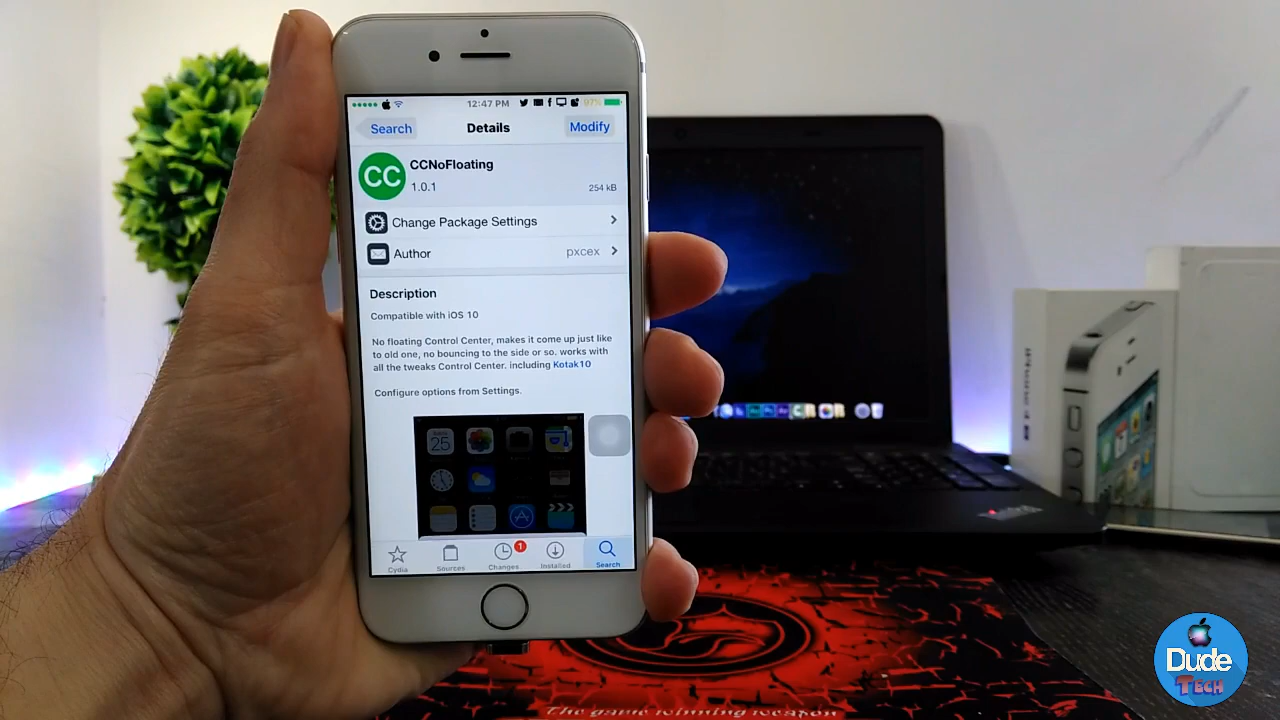 12:47 PM
97%
Search
Details
Modify
CC
CCNoFloating
1.0.1
254 kB
Change Package Settings
Author
pxcex
Description
Compatible with iOS 10
No floating Control Center, makes it come up just like
to old one, no bouncing to the side or so. works with
all the tweaks Control Center. including Kotak10
Configure options from Settings.
25
1
Cydia
Sources
Changes
Installed
Search
The game winning weapon
Dude
TECH